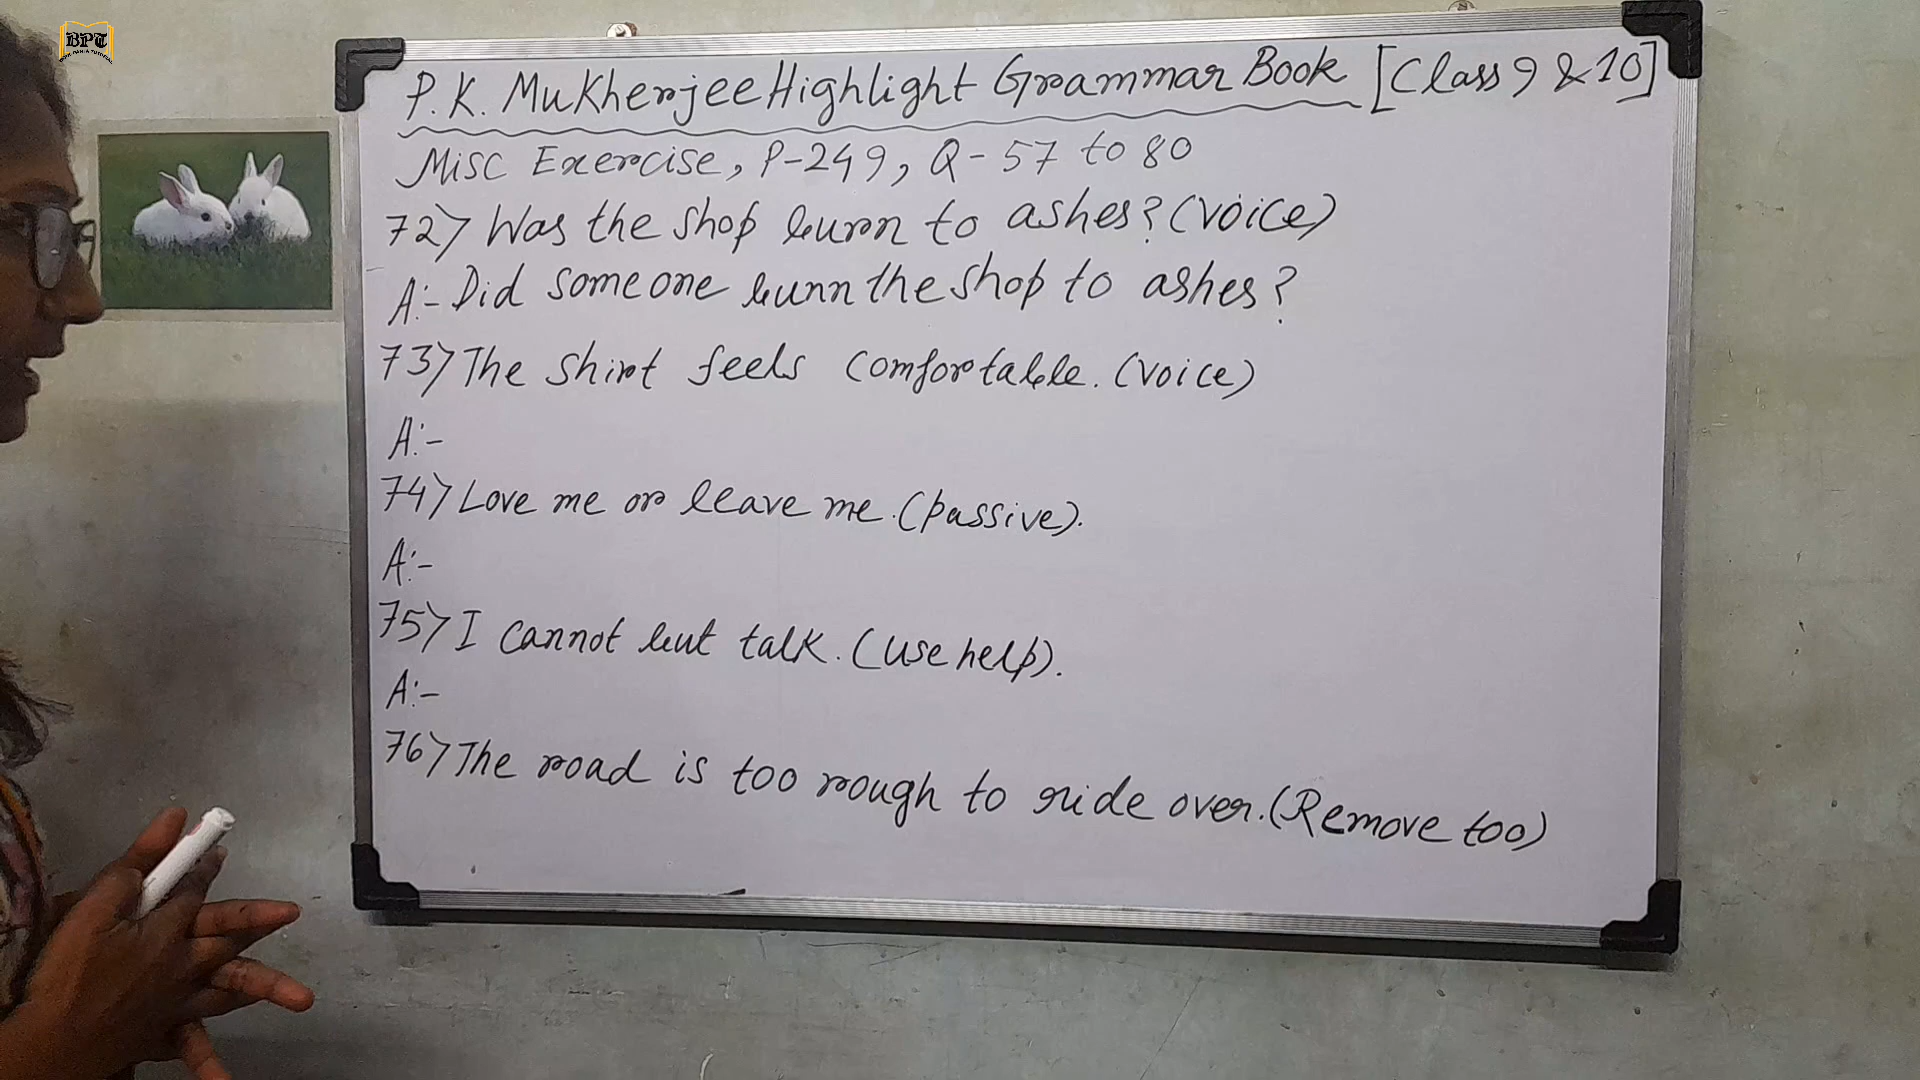 BPT
P.K. Mukherjee Highlight Grammar Book [Class 9 & 10]
Misc Exercise, P-249, Q-57 to 80
72) Was the shop burn to ashes? (voice)
A:- Did someone burn the shop to ashes?
73) The shirt feels comfortable. (voice)
A:-
74) Love me or leave me. (passive).
A:-
75) I cannot but talk. (use help).
A:-
76) The road is too rough to ride over. (Remove too)